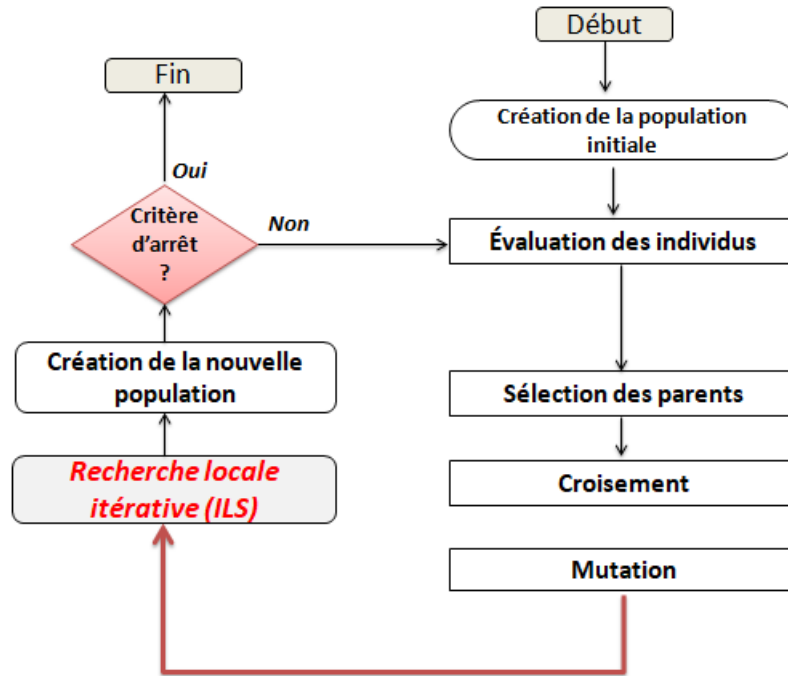 Début
Création de la population
initiale
Évaluation des individus
Sélection des parents
Croisement
Mutation
Recherche locale
itérative (ILS)
Création de la nouvelle
population
Critère
d'arrêt
?
Oui
Non
Fin